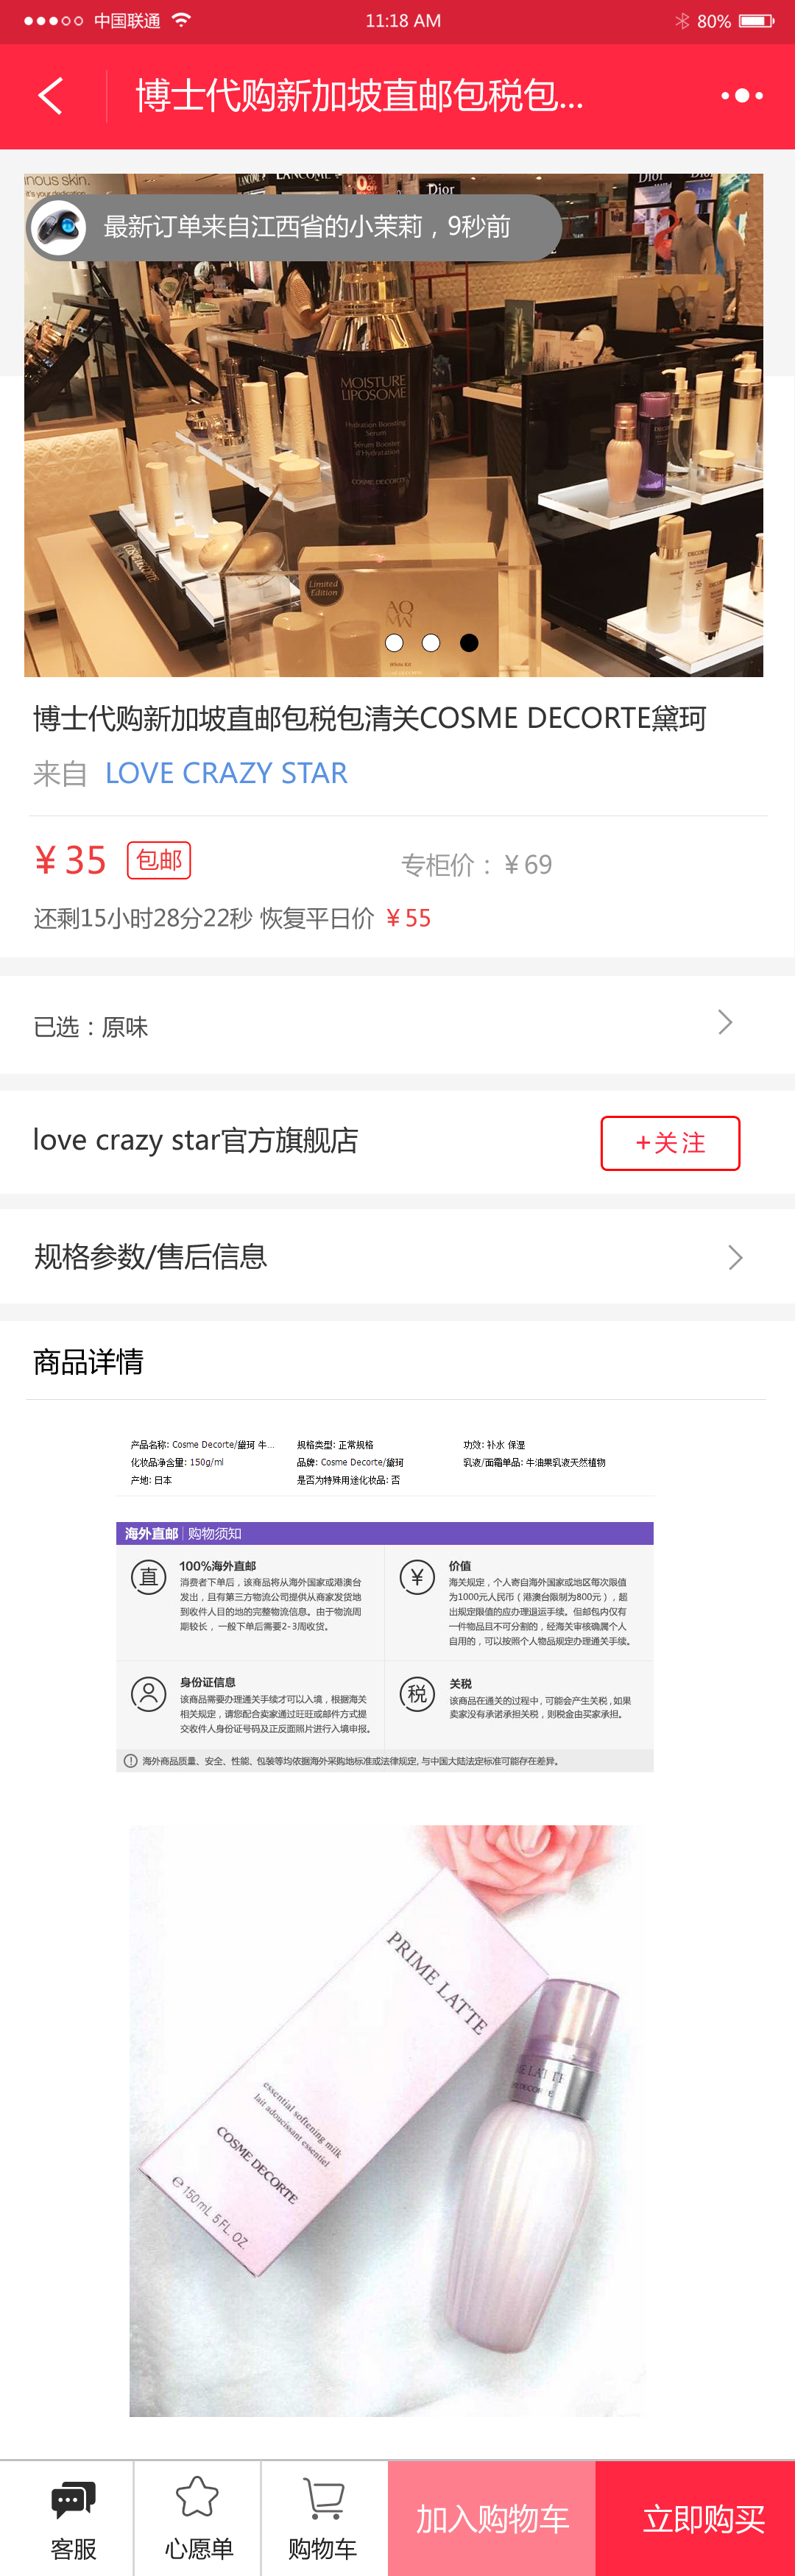 中国联通 11:18 AM 80%
博士代购新加坡直邮包税包...
nous skin.
it's your dedication
LANCOME
Dior
Dior
最新订单来自江西省的小茉莉，9秒前
MOISTURE
LIPOSOME
Hydration Boosting
Serum
Sérum Booster
d'Hydratation
COSME DECORTE
COSME DECORTE
DECORTE
Limited
Edition
AQ
MW
博士代购新加坡直邮包税包清关COSME DECORTE黛珂
来自 LOVE CRAZY STAR
¥ 35 包邮 专柜价：¥ 69
还剩15小时28分22秒 恢复平日价 ¥ 55
已选：原味
love crazy star官方旗舰店 +关注
规格参数/售后信息
商品详情
产品名称: Cosme Decorte/黛珂 牛... 规格类型: 正常规格 功效: 补水 保湿
化妆品净含量: 150g/ml 品牌: Cosme Decorte/黛珂 乳液/面霜单品: 牛油果乳液天然植物
产地: 日本 是否为特殊用途化妆品: 否
海外直邮 | 购物须知
直 100%海外直邮
消费者下单后，该商品将从海外国家或港澳台
发出，且有第三方物流公司提供从商家发货地
到收件人目的地的完整物流信息。由于物流周
期较长，一般下单后需要2-3周收货。
¥ 价值
海关规定，个人寄自海外国家或地区每次限值
为1000元人民币（港澳台限制为800元），超
出规定限值的应办理退运手续。但邮包内仅有
一件物品且不可分割的，经海关审核确属个人
自用的，可以按照个人物品规定办理通关手续。
身份证信息
该商品需要办理通关手续才可以入境，根据海关
相关规定，请您配合卖家通过旺旺或邮件方式提
交收件人身份证号码及正反面照片进行入境申报。
税 关税
该商品在通关的过程中，可能会产生关税，如果
卖家没有承诺承担关税，则税金由买家承担。
海外商品质量、安全、性能、包装等均依据海外采购地标准或法律规定, 与中国大陆法定标准可能存在差异。
PRIME LATTE
essential softening milk
lait adoucissant essentiel
COSME DECORTE
℮ 150 mL 5 FL. OZ.
客服 心愿单 购物车 加入购物车 立即购买